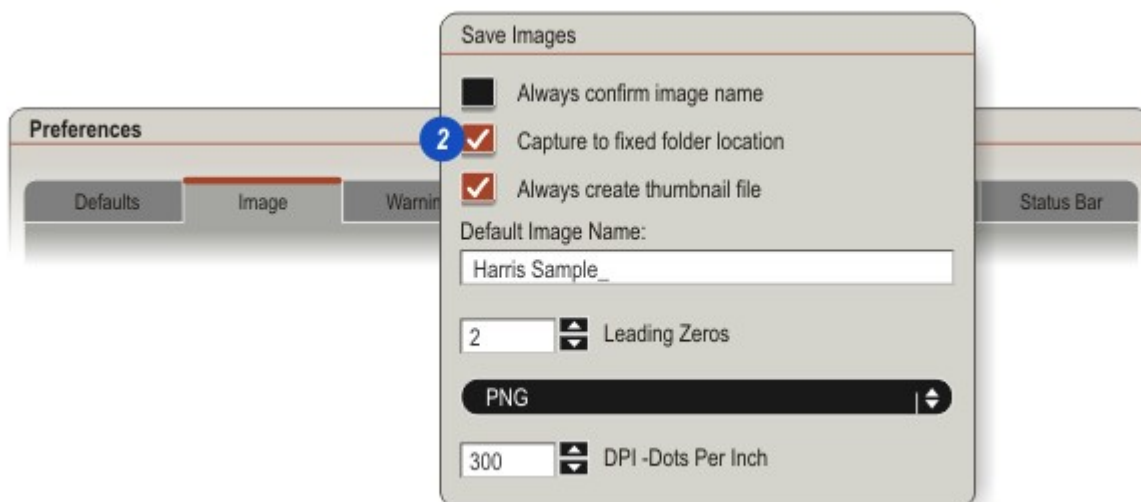 Save Images
Always confirm image name
Preferences
2
Capture to fixed folder location
Always create thumbnail file
Defaults
Image
Warnin
Status Bar
Default Image Name:
Harris Sample_
2
Leading Zeros
PNG
300
DPI -Dots Per Inch